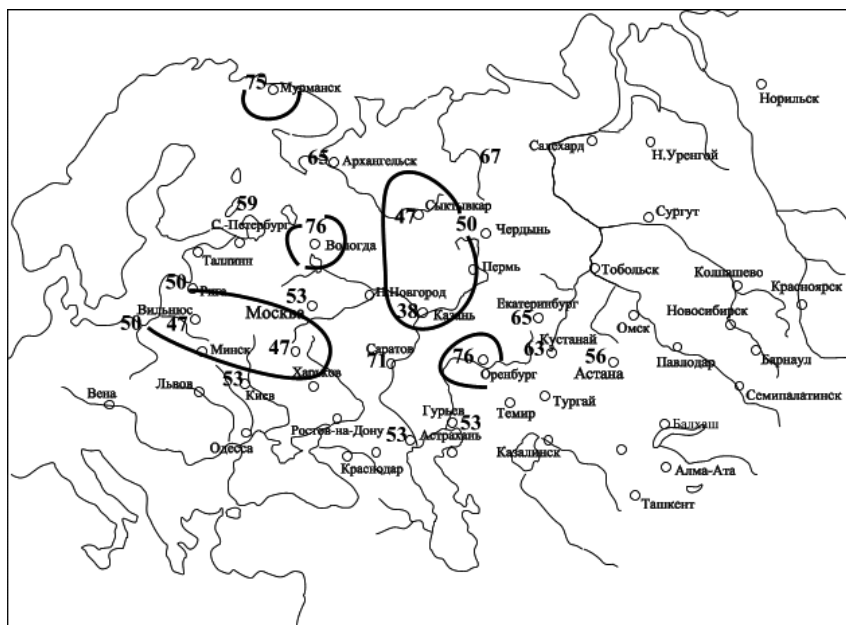 75
Мурманск
Норильск
65
Архангельск
67
Салехард
Н.Уренгой
59
С.-Петербург
76
Вологда
47
Сыктывкар
50
Чердынь
Сургут
Таллинн
Пермь
Тобольск
Колпашево
Красноярск
50
Рига
53
Москва
Н.Новгород
38
Казань
Екатеринбург
65
Омск
Новосибирск
Вильнюс
50
47
Минск
47
Саратов
71
76
Оренбург
Кустанай
63
56
Астана
Павлодар
Барнаул
Вена
Львов
53
Киев
Харьков
Темир
Тургай
Семипалатинск
Одесса
Ростов-на-Дону
Гурьев
53
53
Астрахань
Краснодар
Казалинск
Балхаш
Алма-Ата
Ташкент